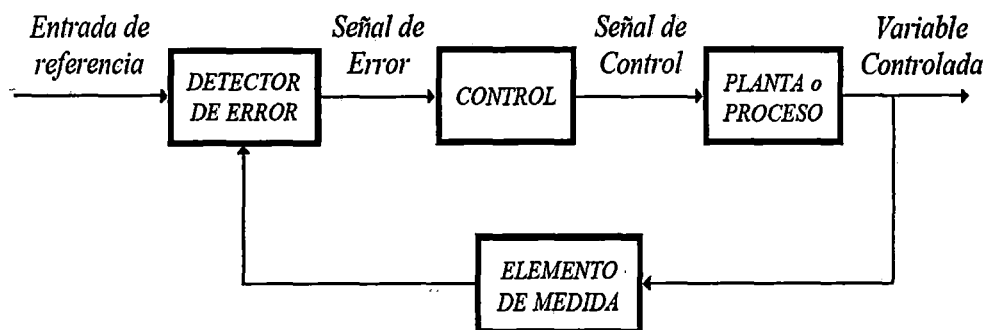 Entrada de
referencia
DETECTOR
DE ERROR
Señal de
Error
CONTROL
Señal de
Control
PLANTA o
PROCESO
Variable
Controlada
ELEMENTO
DE MEDIDA